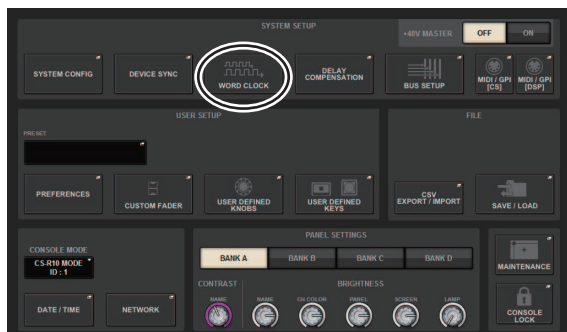 SYSTEM SETUP
+48V MASTER
OFF
ON
SYSTEM CONFIG
DEVICE SYNC
WORD CLOCK
DELAY
COMPENSATION
BUS SETUP
MIDI / GPI
[CS]
MIDI / GPI
[DSP]
USER SETUP
FILE
PRESET
PREFERENCES
CUSTOM FADER
USER DEFINED
KNOBS
USER DEFINED
KEYS
CSV
EXPORT / IMPORT
SAVE / LOAD
CONSOLE MODE
CS-R10 MODE
ID : 1
DATE / TIME
NETWORK
PANEL SETTINGS
BANK A
BANK B
BANK C
BANK D
CONTRAST
BRIGHTNESS
NAME
NAME
CH COLOR
PANEL
SCREEN
LAMP
MAINTENANCE
CONSOLE
LOCK